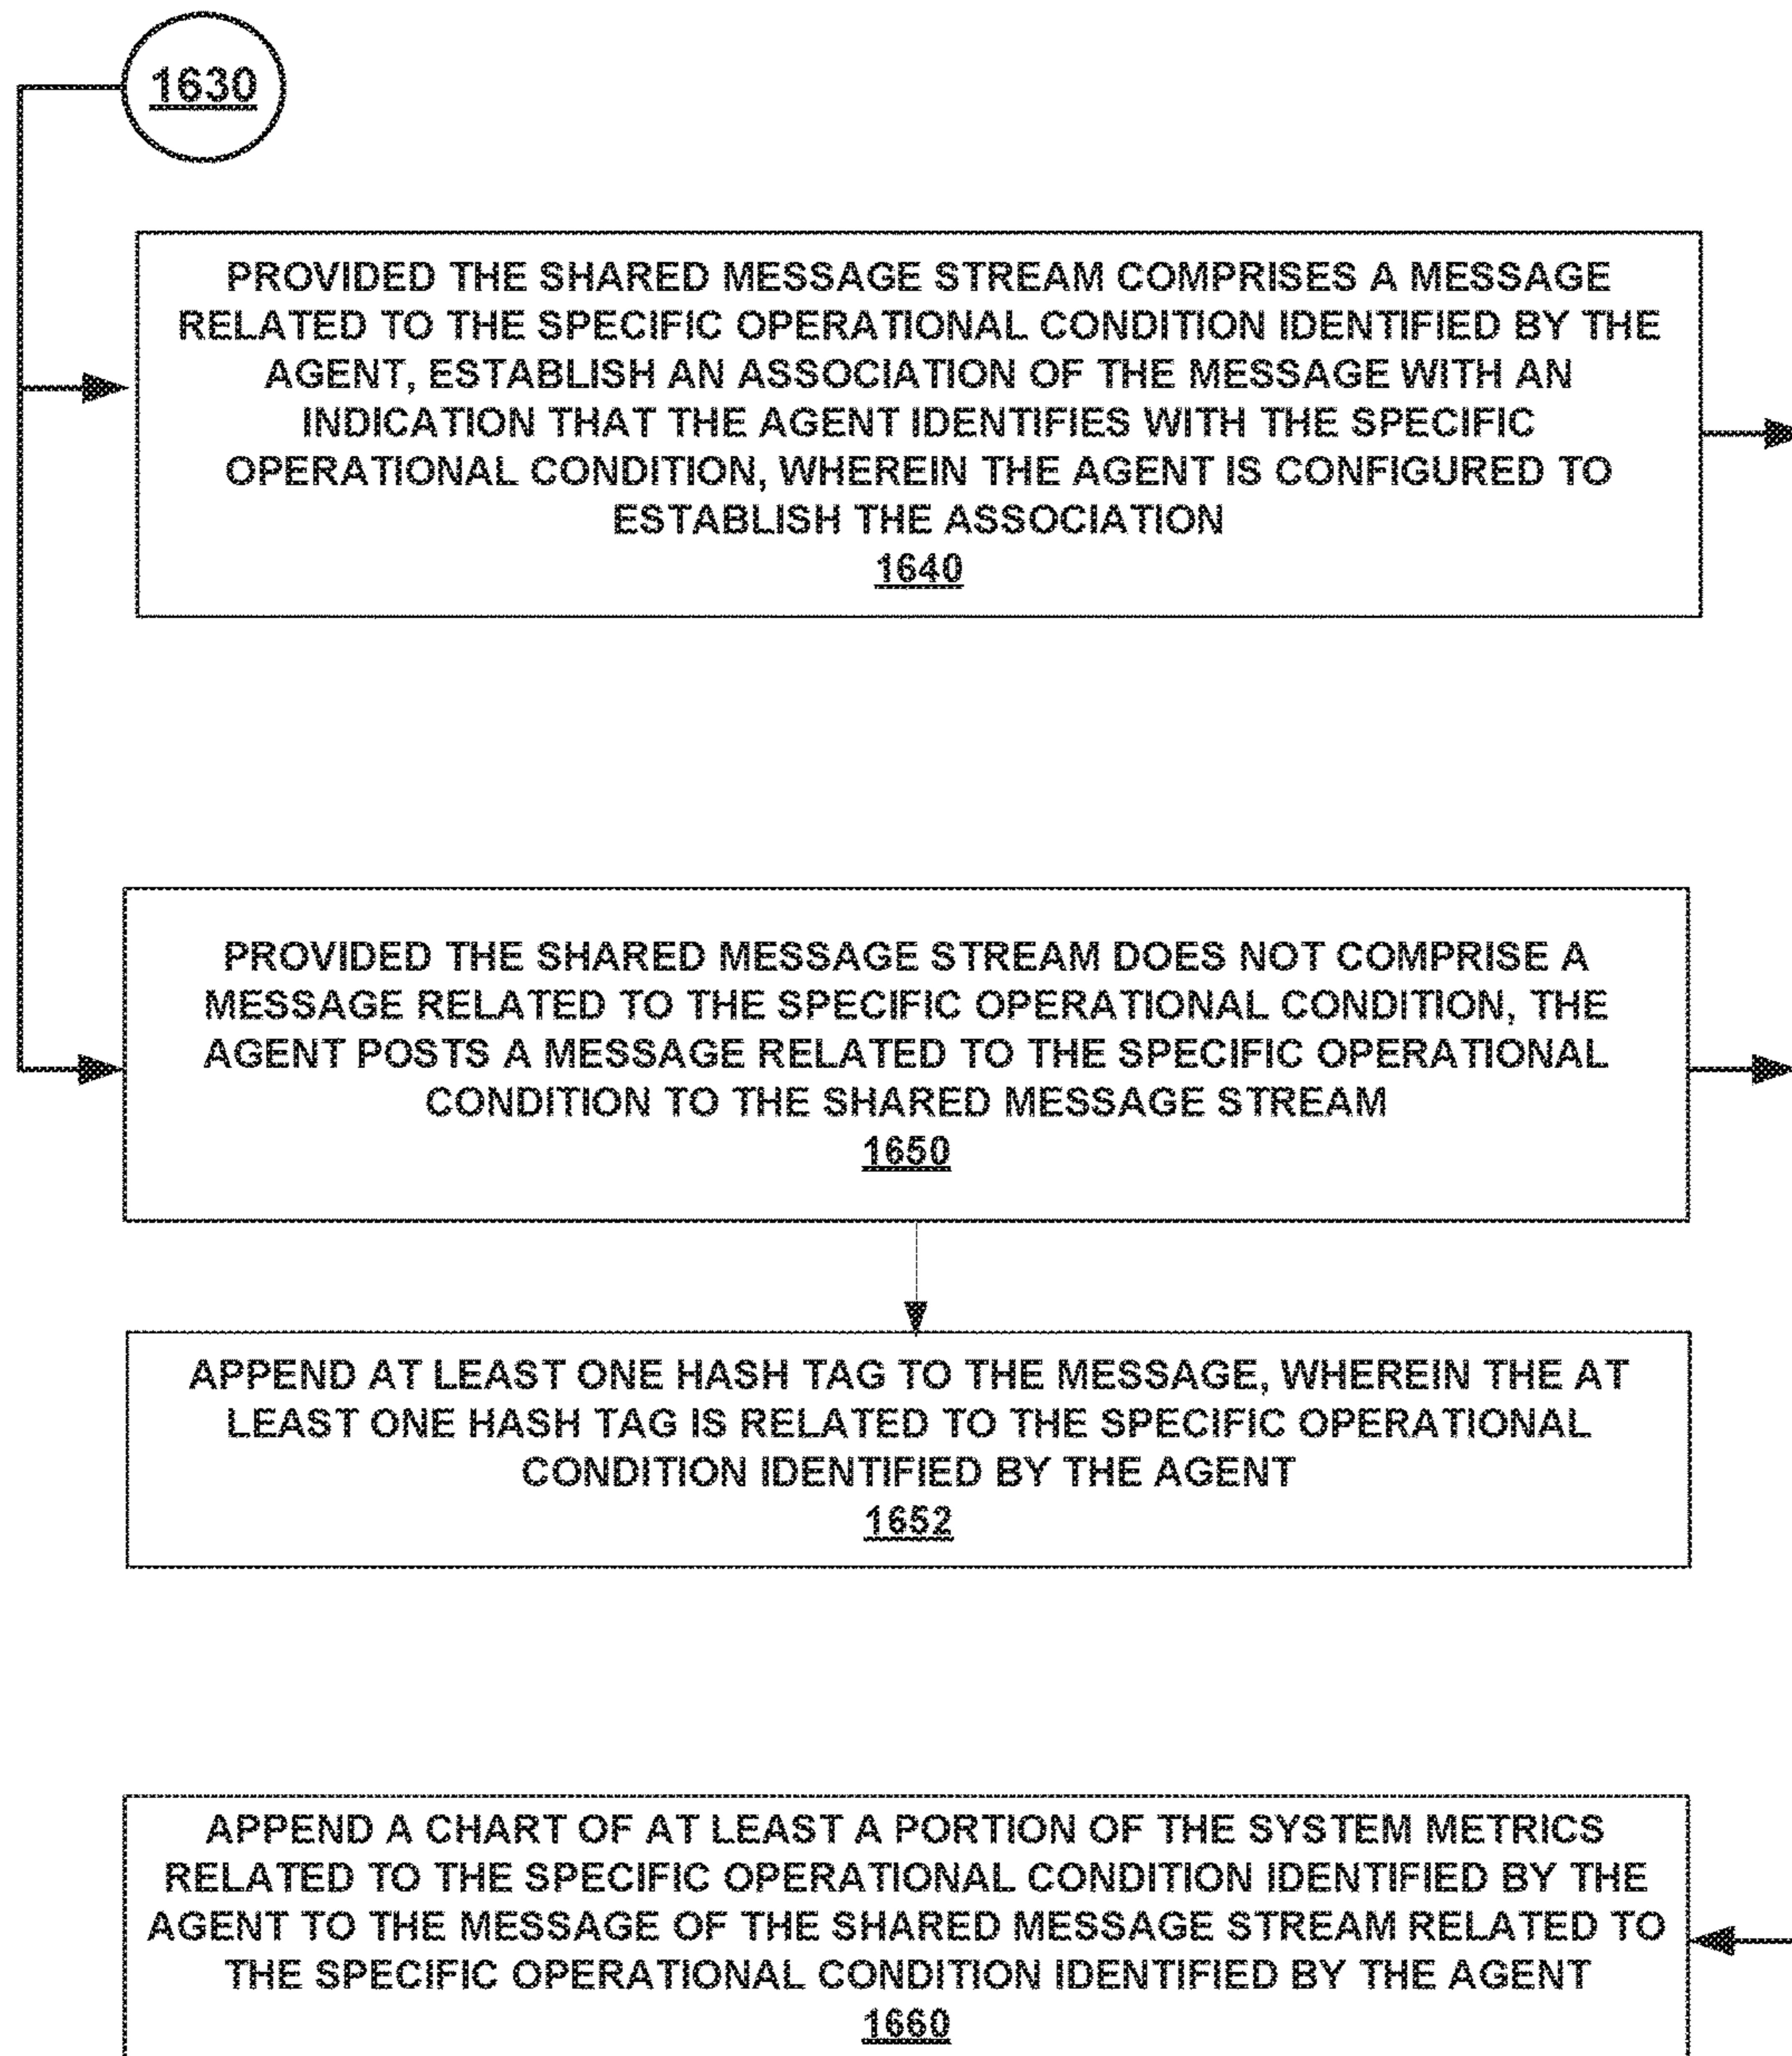 1630
PROVIDED THE SHARED MESSAGE STREAM COMPRISES A MESSAGE
RELATED TO THE SPECIFIC OPERATIONAL CONDITION IDENTIFIED BY THE
AGENT, ESTABLISH AN ASSOCIATION OF THE MESSAGE WITH AN
INDICATION THAT THE AGENT IDENTIFIES WITH THE SPECIFIC
OPERATIONAL CONDITION, WHEREIN THE AGENT IS CONFIGURED TO
ESTABLISH THE ASSOCIATION
1640
PROVIDED THE SHARED MESSAGE STREAM DOES NOT COMPRISE A
MESSAGE RELATED TO THE SPECIFIC OPERATIONAL CONDITION, THE
AGENT POSTS A MESSAGE RELATED TO THE SPECIFIC OPERATIONAL
CONDITION TO THE SHARED MESSAGE STREAM
1650
APPEND AT LEAST ONE HASH TAG TO THE MESSAGE, WHEREIN THE AT
LEAST ONE HASH TAG IS RELATED TO THE SPECIFIC OPERATIONAL
CONDITION IDENTIFIED BY THE AGENT
1652
APPEND A CHART OF AT LEAST A PORTION OF THE SYSTEM METRICS
RELATED TO THE SPECIFIC OPERATIONAL CONDITION IDENTIFIED BY THE
AGENT TO THE MESSAGE OF THE SHARED MESSAGE STREAM RELATED TO
THE SPECIFIC OPERATIONAL CONDITION IDENTIFIED BY THE AGENT
1660